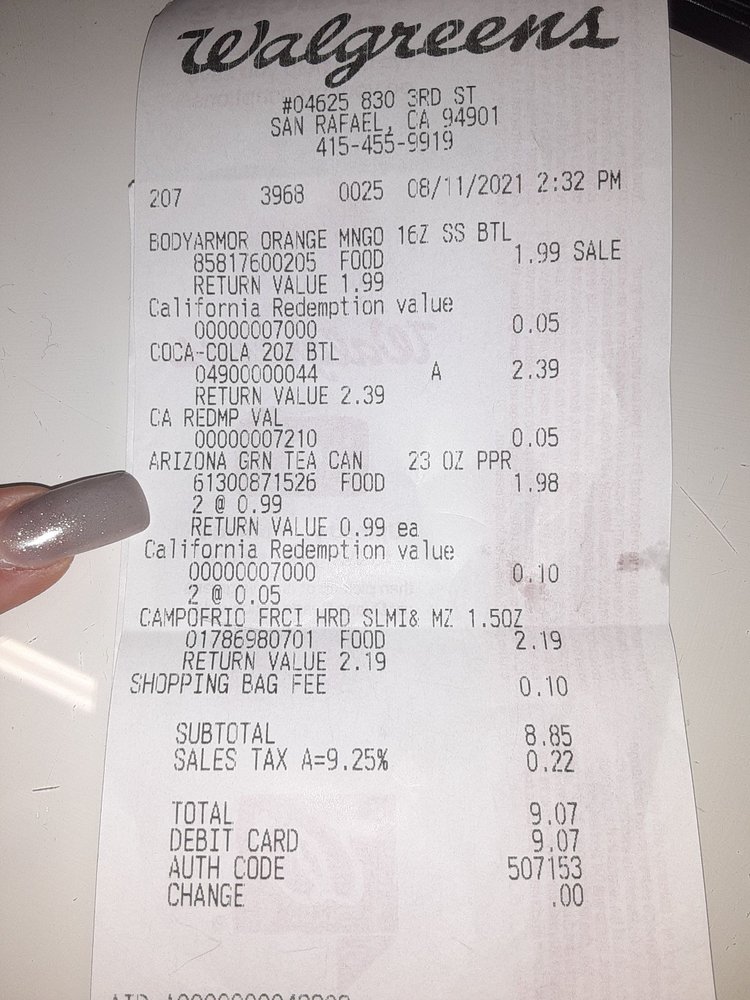 Walgreens
#04625 830 3RD ST
SAN RAFAEL, CA 94901
415-455-9919
207 3968 0025 08/11/2021 2:32 PM
BODYARMOR ORANGE MNGO 16Z SS BTL
85817600205 FOOD 1.99 SALE
RETURN VALUE 1.99
California Redemption value
00000007000 0.05
COCA-COLA 20Z BTL
04900000044 A 2.39
RETURN VALUE 2.39
CA REDMP VAL
00000007210 0.05
ARIZONA GRN TEA CAN 23 OZ PPR
61300871526 FOOD 1.98
2 @ 0.99
RETURN VALUE 0.99 ea
California Redemption value
00000007000 0.10
2 @ 0.05
CAMPOFRIO FRCI HRD SLMI& MZ 1.5OZ
01786980701 FOOD 2.19
RETURN VALUE 2.19
SHOPPING BAG FEE 0.10
SUBTOTAL 8.85
SALES TAX A=9.25% 0.22
TOTAL 9.07
DEBIT CARD 9.07
AUTH CODE 507153
CHANGE .00